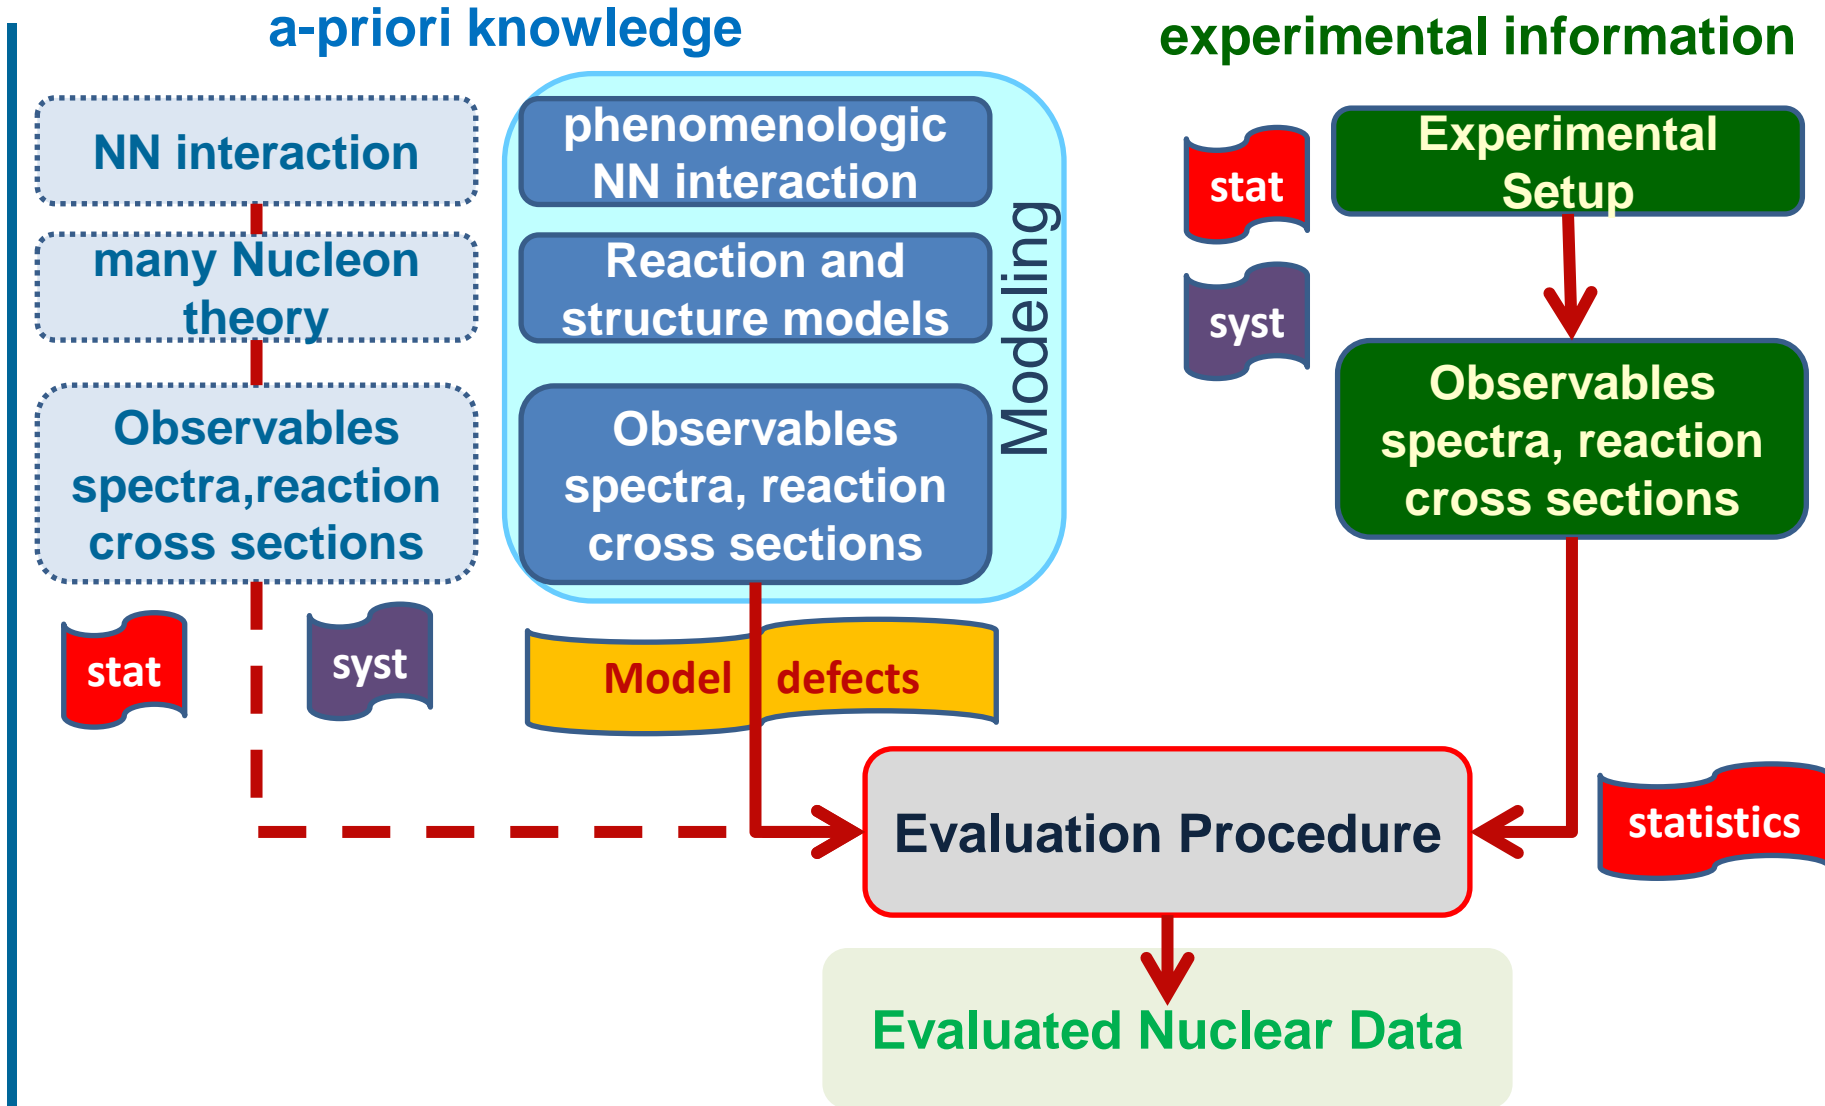 a-priori knowledge
NN interaction
many Nucleon
theory
Observables
spectra,reaction
cross sections
stat
syst
phenomenologic
NN interaction
Reaction and
structure models
Observables
spectra, reaction
cross sections
Modeling
Model defects
experimental information
stat
syst
Experimental
Setup
Observables
spectra, reaction
cross sections
statistics
Evaluation Procedure
Evaluated Nuclear Data